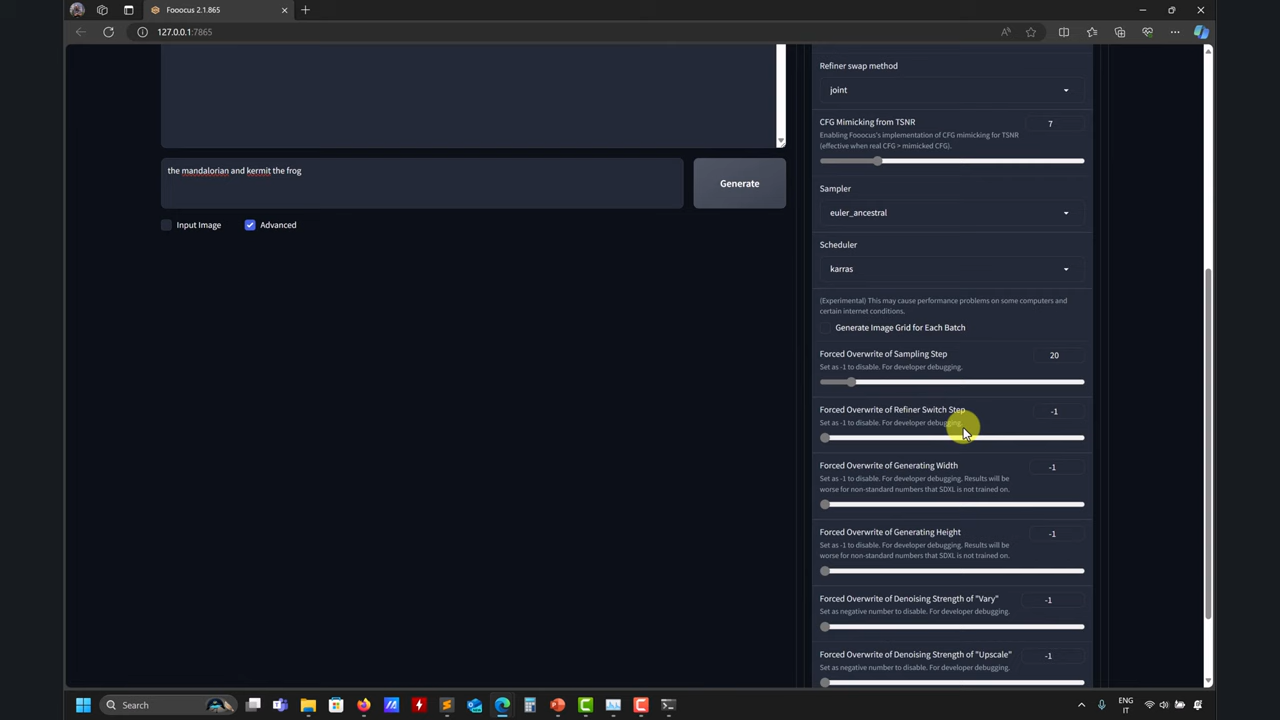 Fooocus 2.1.865
127.0.0.1:7865
the mandalorian and kermit the frog
Generate
Input Image
Advanced
Refiner swap method
joint
CFG Mimicking from TSNR
7
Enabling Fooocus's implementation of CFG mimicking for TSNR
(effective when real CFG > mimicked CFG).
Sampler
euler_ancestral
Scheduler
karras
(Experimental) This may cause performance problems on some computers and
certain internet conditions.
Generate Image Grid for Each Batch
Forced Overwrite of Sampling Step
20
Set as -1 to disable. For developer debugging.
Forced Overwrite of Refiner Switch Step
-1
Set as -1 to disable. For developer debugging.
Forced Overwrite of Generating Width
-1
Set as -1 to disable. For developer debugging. Results will be
worse for non-standard numbers that SDXL is not trained on.
Forced Overwrite of Generating Height
-1
Set as -1 to disable. For developer debugging. Results will be
worse for non-standard numbers that SDXL is not trained on.
Forced Overwrite of Denoising Strength of "Vary"
-1
Set as negative number to disable. For developer debugging.
Forced Overwrite of Denoising Strength of "Upscale"
-1
Set as negative number to disable. For developer debugging.
Search
ENG
IT